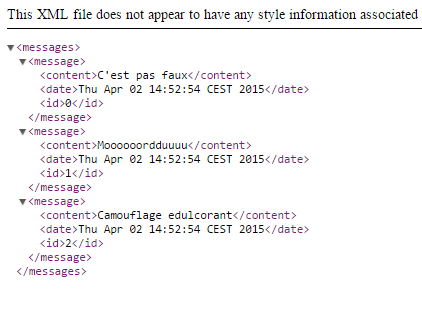 This XML file does not appear to have any style information associated
▼<messages>
▼<message>
<content>C'est pas faux</content>
<date>Thu Apr 02 14:52:54 CEST 2015</date>
<id>0</id>
</message>
▼<message>
<content>Moooooordduuuu</content>
<date>Thu Apr 02 14:52:54 CEST 2015</date>
<id>1</id>
</message>
▼<message>
<content>Camouflage edulcorant</content>
<date>Thu Apr 02 14:52:54 CEST 2015</date>
<id>2</id>
</message>
</messages>